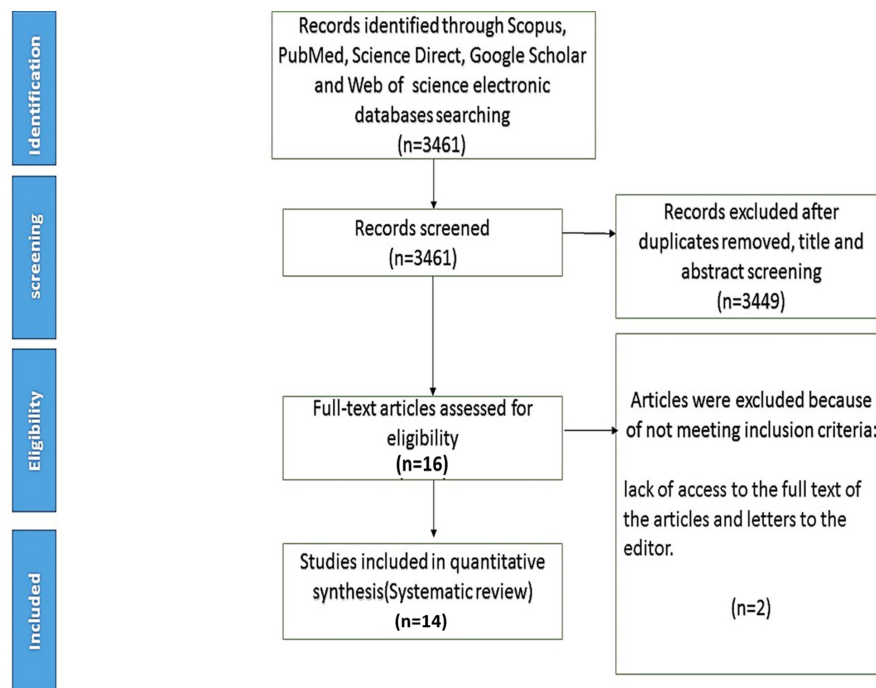 Identification
Records identified through Scopus,
PubMed, Science Direct, Google Scholar
and Web of science electronic
databases searching
(n=3461)
screening
Records screened
(n=3461)
Records excluded after
duplicates removed, title and
abstract screening
(n=3449)
Eligibility
Full-text articles assessed for
eligibility
(n=16)
Articles were excluded because
of not meeting inclusion criteria:
lack of access to the full text of
the articles and letters to the
editor.
(n=2)
Included
Studies included in quantitative
synthesis(Systematic review)
(n=14)